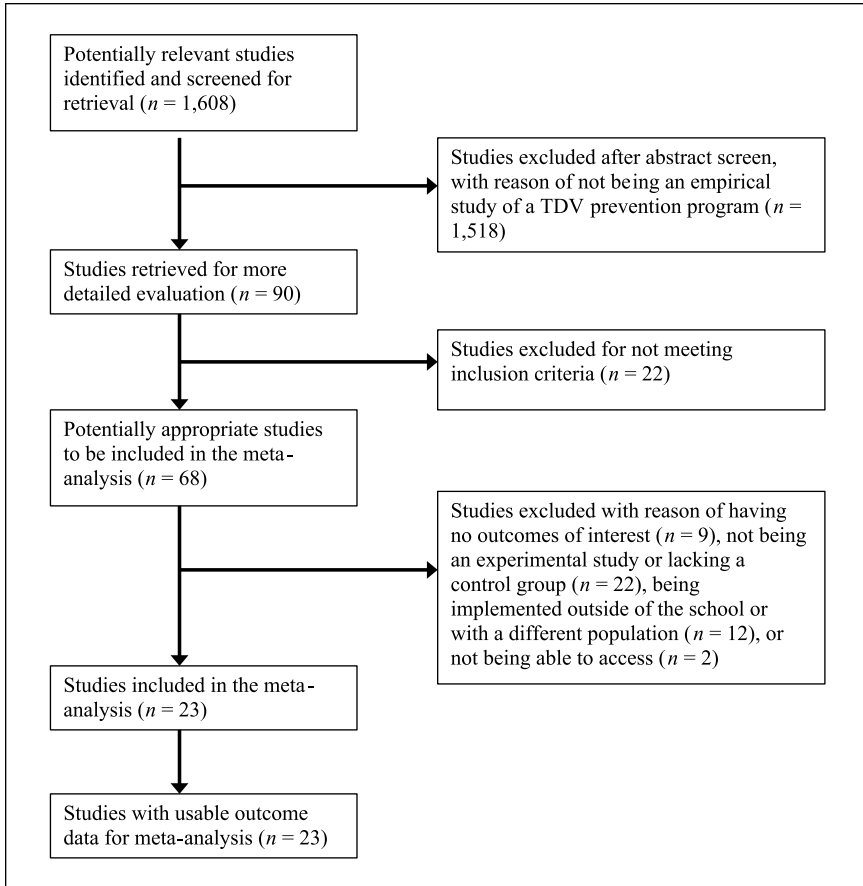 Potentially relevant studies
identified and screened for
retrieval (n = 1,608)
Studies excluded after abstract screen,
with reason of not being an empirical
study of a TDV prevention program (n =
1,518)
Studies retrieved for more
detailed evaluation (n = 90)
Studies excluded for not meeting
inclusion criteria (n = 22)
Potentially appropriate studies
to be included in the meta-
analysis (n = 68)
Studies excluded with reason of having
no outcomes of interest (n = 9), not being
an experimental study or lacking a
control group (n = 22), being
implemented outside of the school or
with a different population (n = 12), or
not being able to access (n = 2)
Studies included in the meta-
analysis (n = 23)
Studies with usable outcome
data for meta-analysis (n = 23)